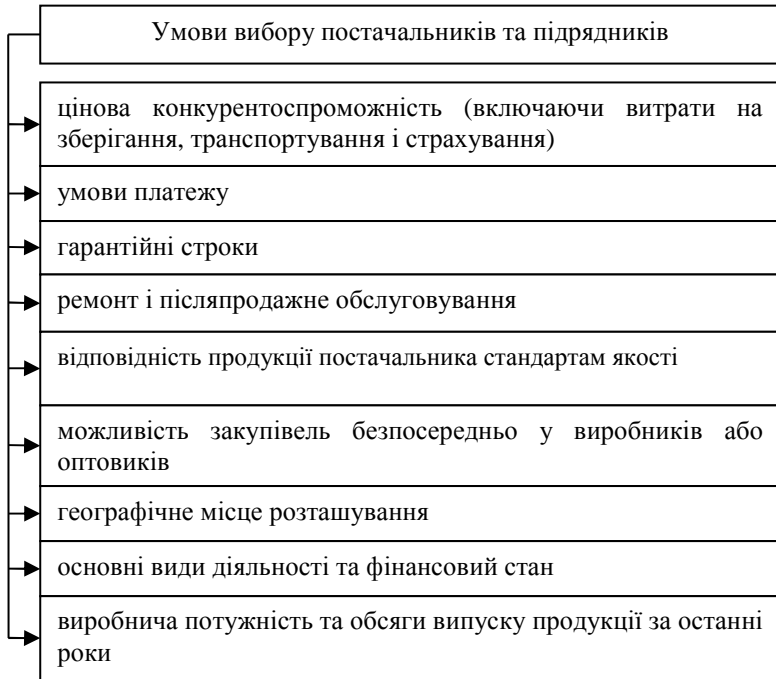 Умови вибору постачальників та підрядників
цінова конкурентоспроможність (включаючи витрати на
зберігання, транспортування і страхування)
умови платежу
гарантійні строки
ремонт і післяпродажне обслуговування
відповідність продукції постачальника стандартам якості
можливість закупівель безпосередньо у виробників або
оптовиків
географічне місце розташування
основні види діяльності та фінансовий стан
виробнича потужність та обсяги випуску продукції за останні
роки